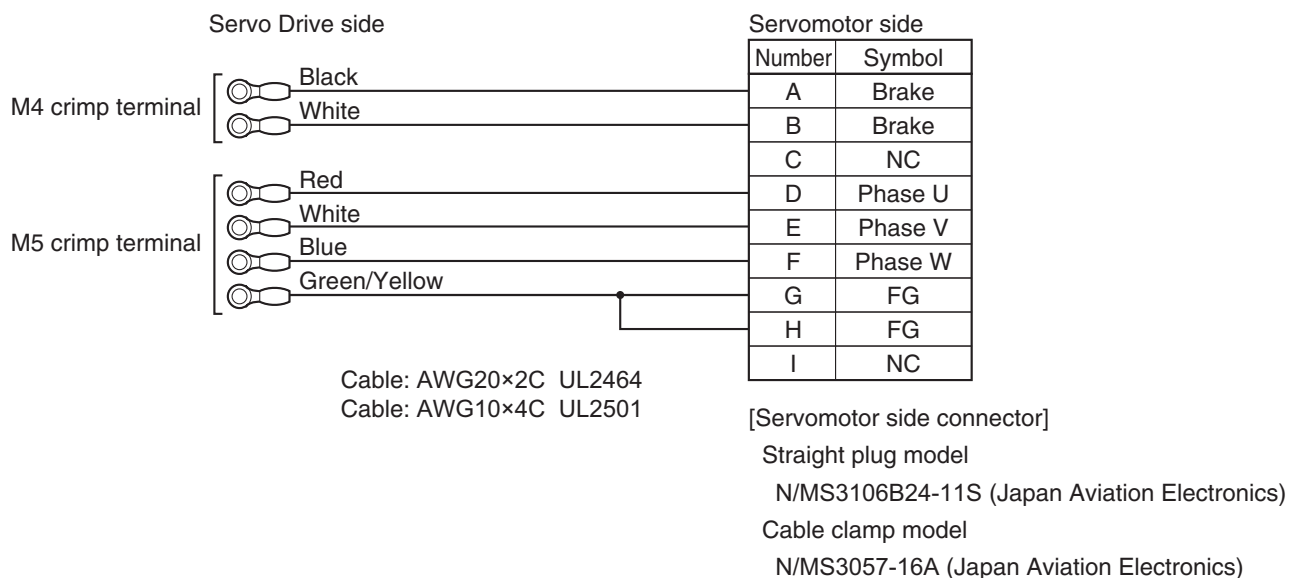 Servo Drive side
Servomotor side
Number Symbol
M4 crimp terminal
Black
A Brake
White
B Brake
C NC
M5 crimp terminal
Red
D Phase U
White
E Phase V
Blue
F Phase W
Green/Yellow
G FG
H FG
I NC
Cable: AWG20×2C UL2464
Cable: AWG10×4C UL2501
[Servomotor side connector]
Straight plug model
N/MS3106B24-11S (Japan Aviation Electronics)
Cable clamp model
N/MS3057-16A (Japan Aviation Electronics)